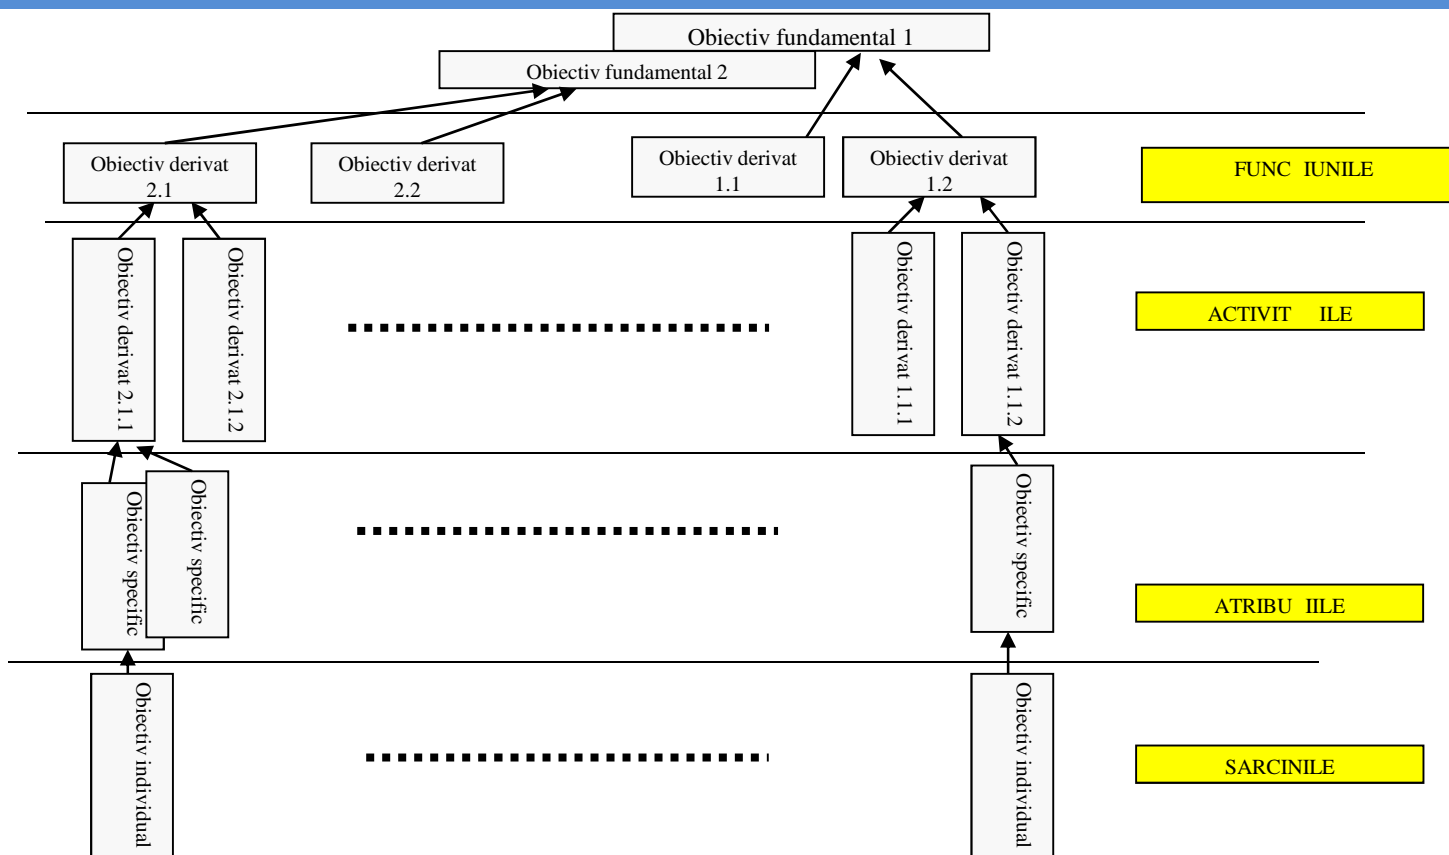 Obiectiv fundamental 1
Obiectiv fundamental 2
Obiectiv derivat
2.1
Obiectiv derivat
2.2
Obiectiv derivat
1.1
Obiectiv derivat
1.2
FUNC IUNILE
Obiectiv derivat 2.1.1
Obiectiv derivat 2.1.2
Obiectiv derivat 1.1.1
Obiectiv derivat 1.1.2
ACTIVIT ILE
Obiectiv specific
Obiectiv specific
Obiectiv specific
ATRIBU IILE
Obiectiv individual
Obiectiv individual
SARCINILE